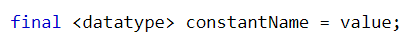 final <datatype> constantName = value;